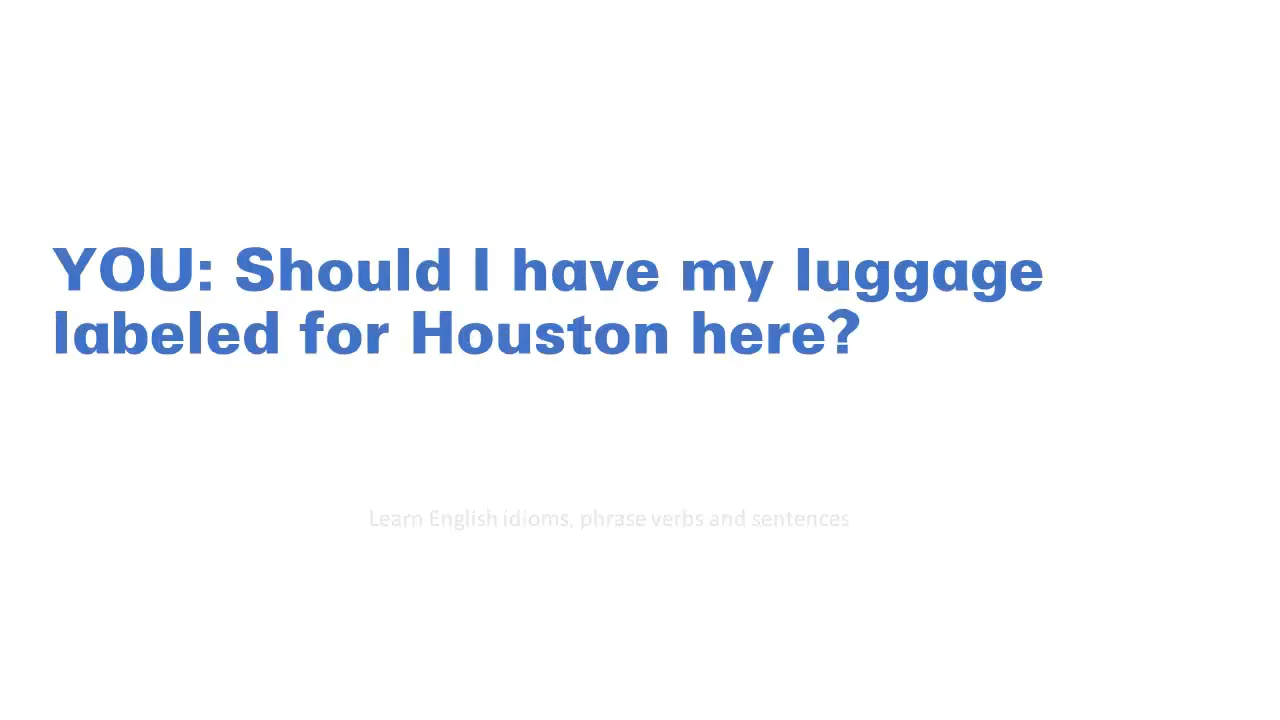 YOU: Should I have my luggage
labeled for Houston here?
Learn English idioms, phrase verbs and sentences